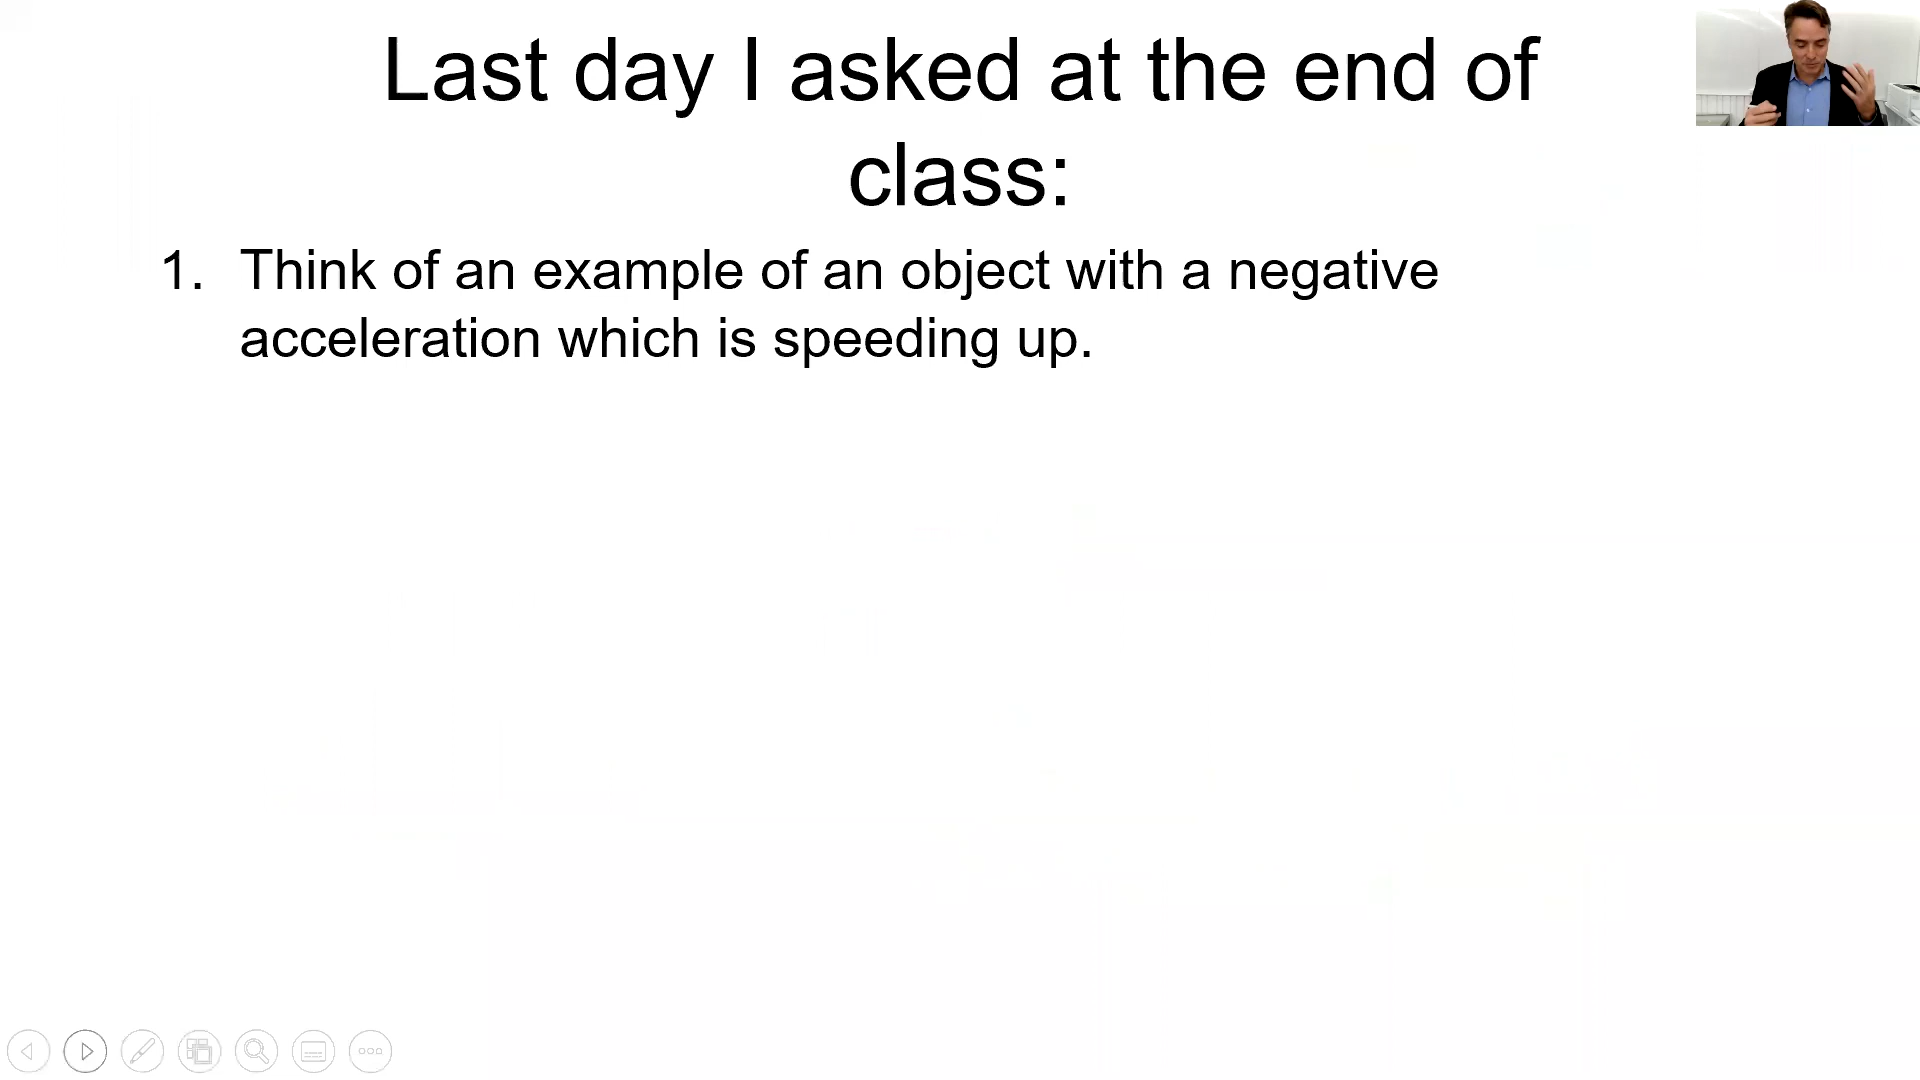 Last day I asked at the end of
class:
1. Think of an example of an object with a negative
acceleration which is speeding up.